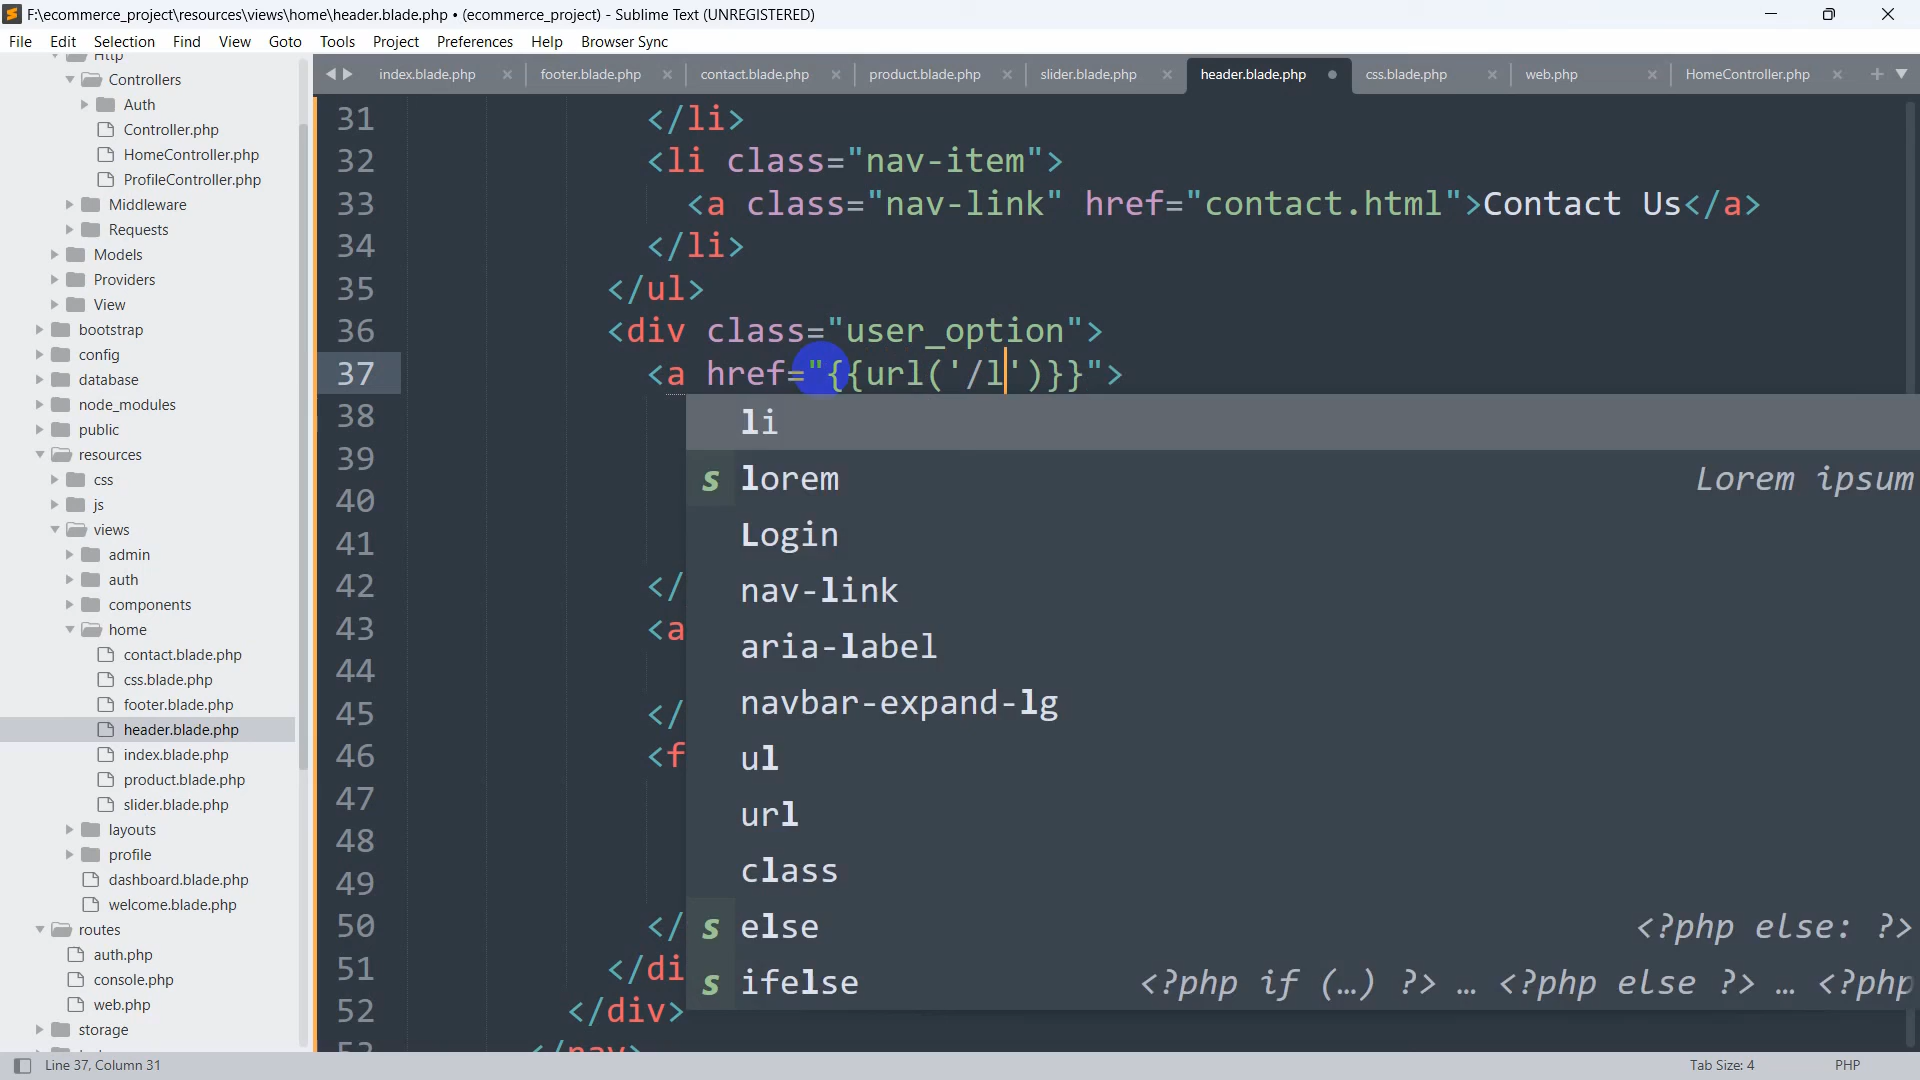 F:\ecommerce_project\resources\views\home\header.blade.php • (ecommerce_project) - Sublime Text (UNREGISTERED)
File Edit Selection Find View Goto Tools Project Preferences Help Browser Sync
Http
Controllers
Auth
Controller.php
HomeController.php
ProfileController.php
Middleware
Requests
Models
Providers
View
bootstrap
config
database
node_modules
public
resources
css
js
views
admin
auth
components
home
contact.blade.php
css.blade.php
footer.blade.php
header.blade.php
index.blade.php
product.blade.php
slider.blade.php
layouts
profile
dashboard.blade.php
welcome.blade.php
routes
auth.php
console.php
web.php
storage
index.blade.php footer.blade.php contact.blade.php product.blade.php slider.blade.php header.blade.php css.blade.php web.php HomeController.php
31 </li>
32 <li class="nav-item">
33 <a class="nav-link" href="contact.html">Contact Us</a>
34 </li>
35 </ul>
36 <div class="user_option">
37 <a href="{{url('/l')}}">
38
39
40
41
42 </
43 <a
44
45 </
46 <f
47
48
49
50 </
51 </di
52 </div>
53 </nav>
li
s lorem Lorem ipsum
Login
nav-link
aria-label
navbar-expand-lg
ul
url
class
s else <?php else: ?>
s ifelse <?php if (…) ?> … <?php else ?> … <?php
Line 37, Column 31 Tab Size: 4 PHP